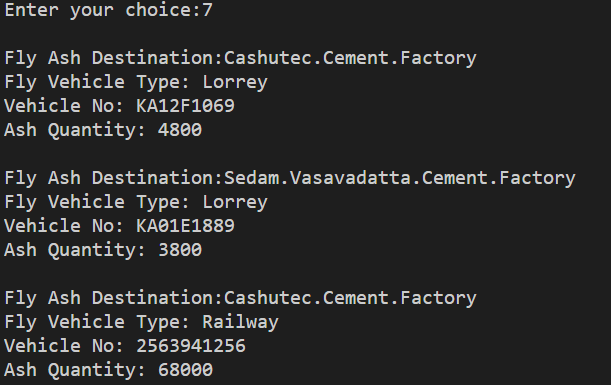 Enter your choice:7
Fly Ash Destination:Cashutec.Cement.Factory
Fly Vehicle Type: Lorrey
Vehicle No: KA12F1069
Ash Quantity: 4800
Fly Ash Destination:Sedam.Vasavadatta.Cement.Factory
Fly Vehicle Type: Lorrey
Vehicle No: KA01E1889
Ash Quantity: 3800
Fly Ash Destination:Cashutec.Cement.Factory
Fly Vehicle Type: Railway
Vehicle No: 2563941256
Ash Quantity: 68000